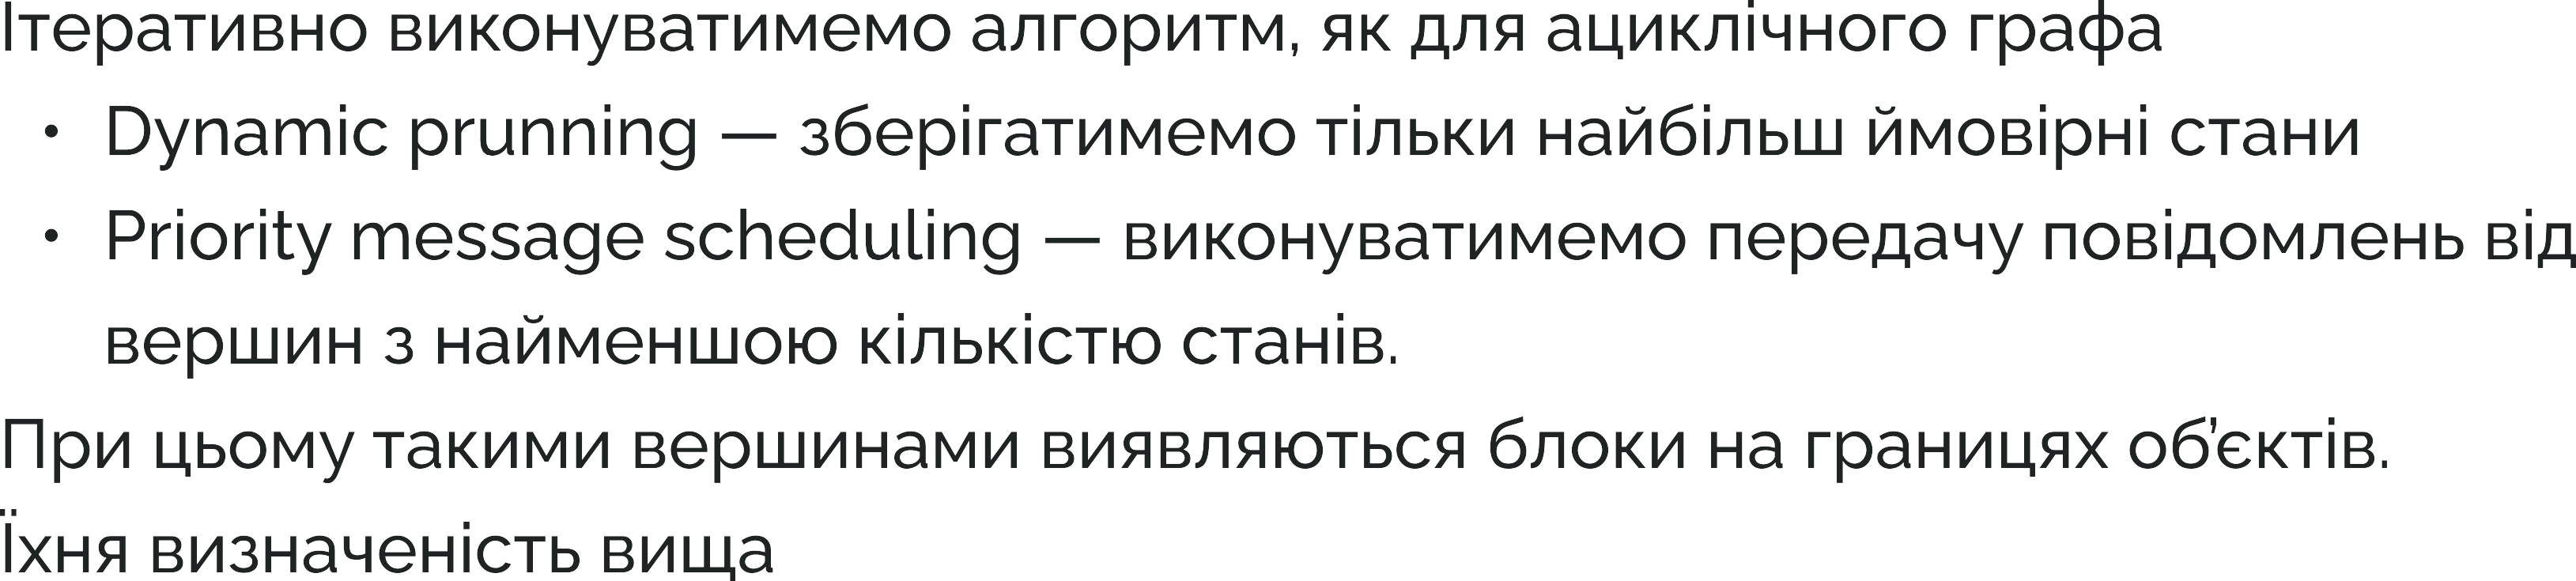 Ітеративно виконуватимемо алгоритм, як для ациклічного графа
• Dynamic prunning — зберігатимемо тільки найбільш ймовірні стани
• Priority message scheduling — виконуватимемо передачу повідомлень від
вершин з найменшою кількістю станів.
При цьому такими вершинами виявляються блоки на границях об’єктів.
Їхня визначеність вища